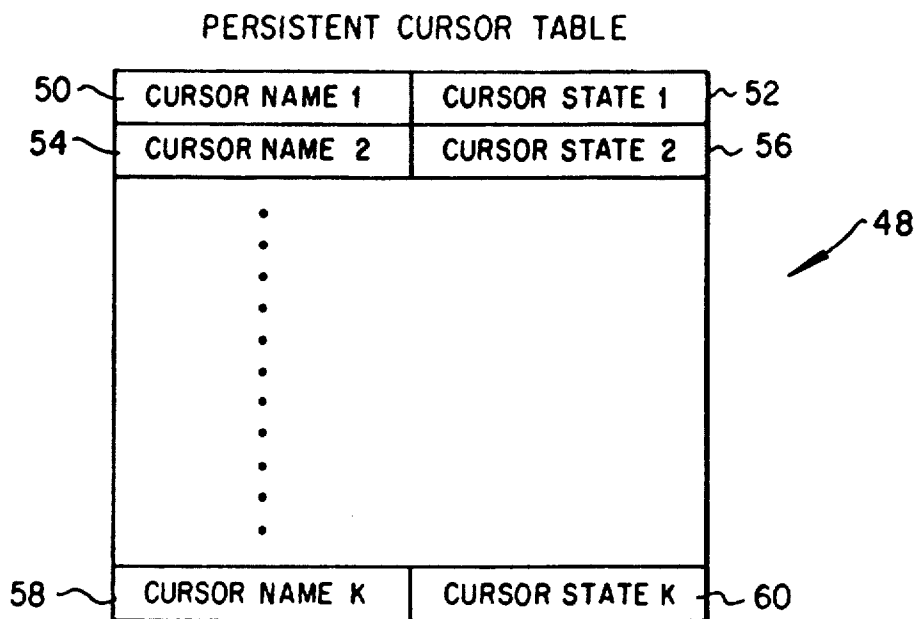 PERSISTENT CURSOR TABLE
50 CURSOR NAME 1 CURSOR STATE 1 52
54 CURSOR NAME 2 CURSOR STATE 2 56
48
58 CURSOR NAME K CURSOR STATE K 60